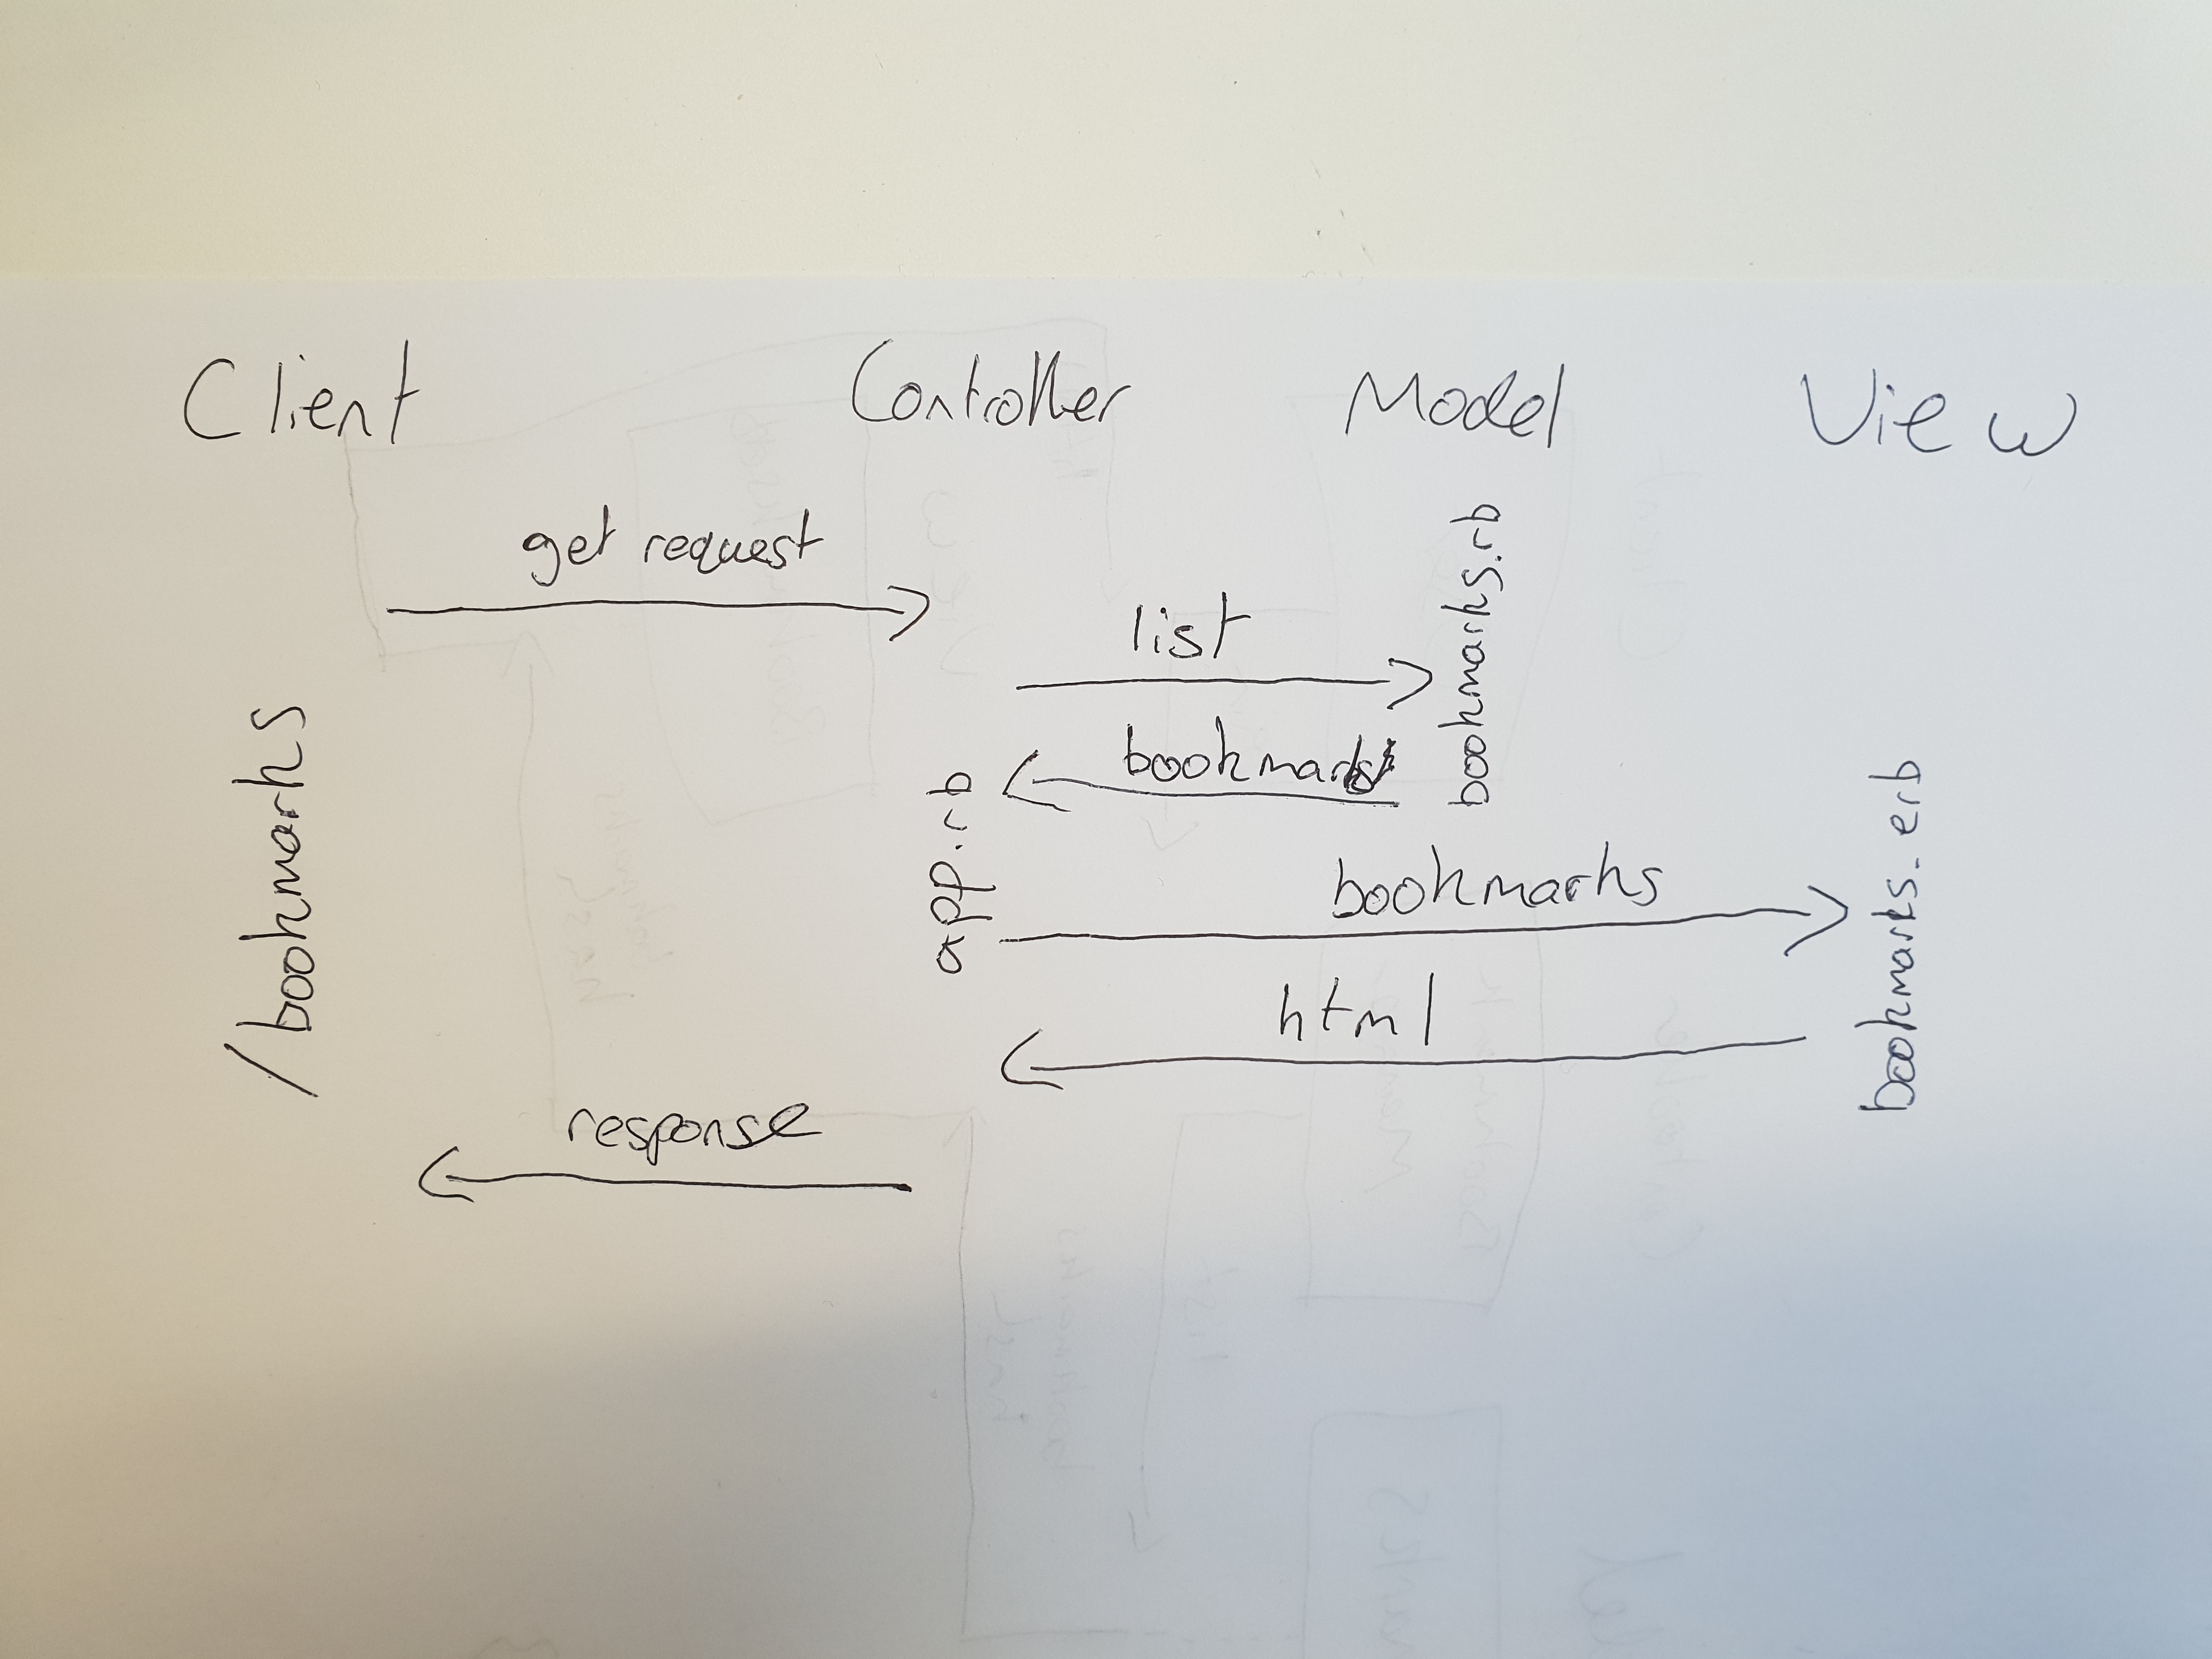 Client Controller Model View
get request
list
bookmarks
bookmarks
html
response
/bookmarks
app.rb
bookmarks.rb
bookmarks.erb